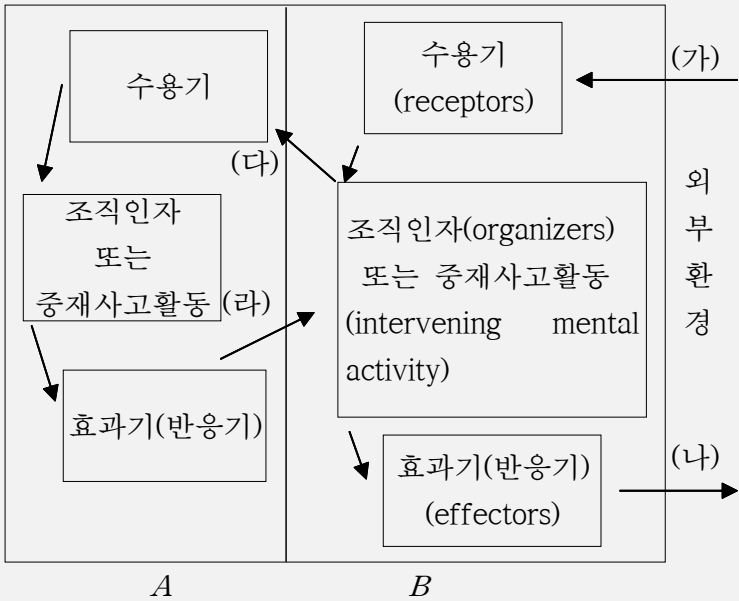 수용기
조직인자
또는
중재사고활동
효과기(반응기)
(다)
(라)
수용기
(receptors)
조직인자(organizers)
또는 중재사고활동
(intervening mental
activity)
효과기(반응기)
(effectors)
(가)
외
부
환
경
(나)
A
B